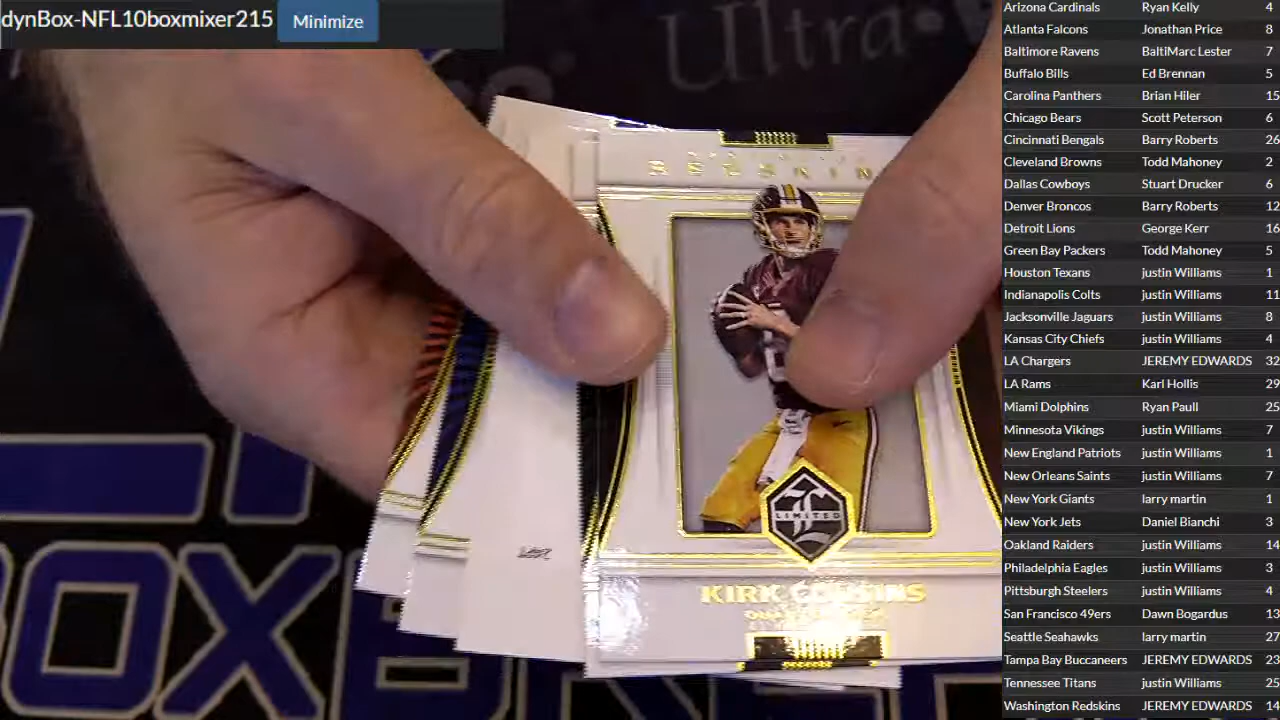 dynBox-NFL10boxmixer215
Minimize
Ultra
REDSKIN
LIMITED
KIRK COUSINS
BOX
Arizona Cardinals Ryan Kelly 4
Atlanta Falcons Jonathan Price 8
Baltimore Ravens BaltiMarc Lester 7
Buffalo Bills Ed Brennan 5
Carolina Panthers Brian Hiler 15
Chicago Bears Scott Peterson 6
Cincinnati Bengals Barry Roberts 26
Cleveland Browns Todd Mahoney 2
Dallas Cowboys Stuart Drucker 6
Denver Broncos Barry Roberts 12
Detroit Lions George Kerr 16
Green Bay Packers Todd Mahoney 5
Houston Texans justin Williams 1
Indianapolis Colts justin Williams 11
Jacksonville Jaguars justin Williams 8
Kansas City Chiefs justin Williams 4
LA Chargers JEREMY EDWARDS 32
LA Rams Karl Hollis 29
Miami Dolphins Ryan Paull 25
Minnesota Vikings justin Williams 7
New England Patriots justin Williams 1
New Orleans Saints justin Williams 7
New York Giants larry martin 1
New York Jets Daniel Bianchi 3
Oakland Raiders justin Williams 14
Philadelphia Eagles justin Williams 3
Pittsburgh Steelers justin Williams 4
San Francisco 49ers Dawn Bogardus 13
Seattle Seahawks larry martin 27
Tampa Bay Buccaneers JEREMY EDWARDS 23
Tennessee Titans justin Williams 25
Washington Redskins JEREMY EDWARDS 14